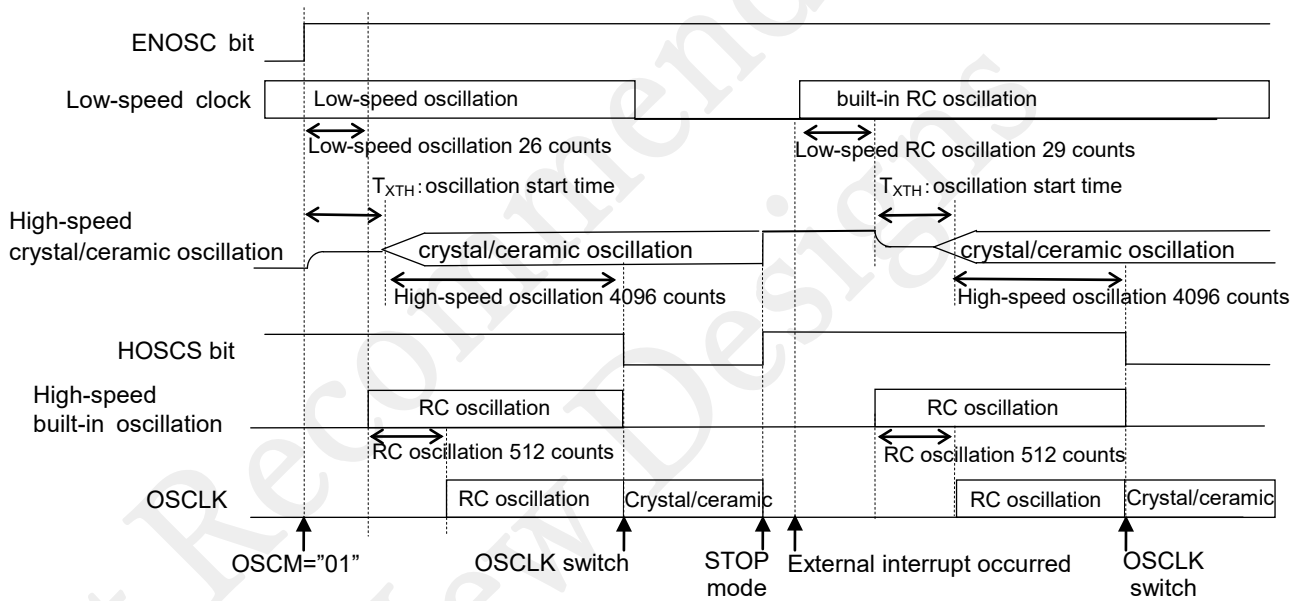 ENOSC bit
Low-speed clock
Low-speed oscillation
built-in RC oscillation
Low-speed oscillation 26 counts
Low-speed RC oscillation 29 counts
TXTH: oscillation start time
TXTH: oscillation start time
High-speed
crystal/ceramic oscillation
crystal/ceramic oscillation
crystal/ceramic oscillation
High-speed oscillation 4096 counts
High-speed oscillation 4096 counts
HOSCS bit
High-speed
built-in oscillation
RC oscillation
RC oscillation
RC oscillation 512 counts
RC oscillation 512 counts
OSCLK
RC oscillation
Crystal/ceramic
RC oscillation
Crystal/ceramic
OSCM="01"
OSCLK switch
STOP
mode
External interrupt occurred
OSCLK
switch
Recommend
New Designs